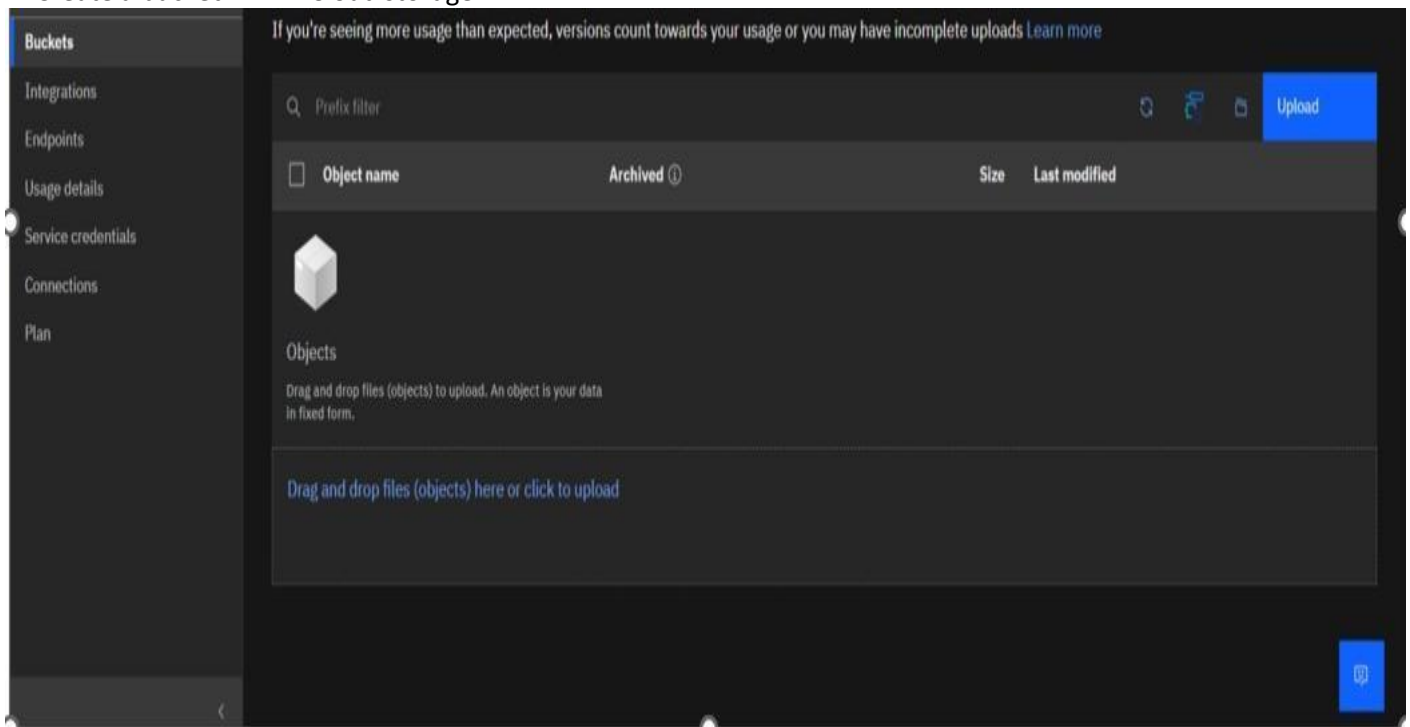 If you're seeing more usage than expected, versions count towards your usage or you may have incomplete uploads Learn more
Buckets
Integrations
Endpoints
Usage details
Service credentials
Connections
Plan
Prefix filter
Upload
Object name Archived Size Last modified
Objects
Drag and drop files (objects) to upload. An object is your data
in fixed form.
Drag and drop files (objects) here or click to upload